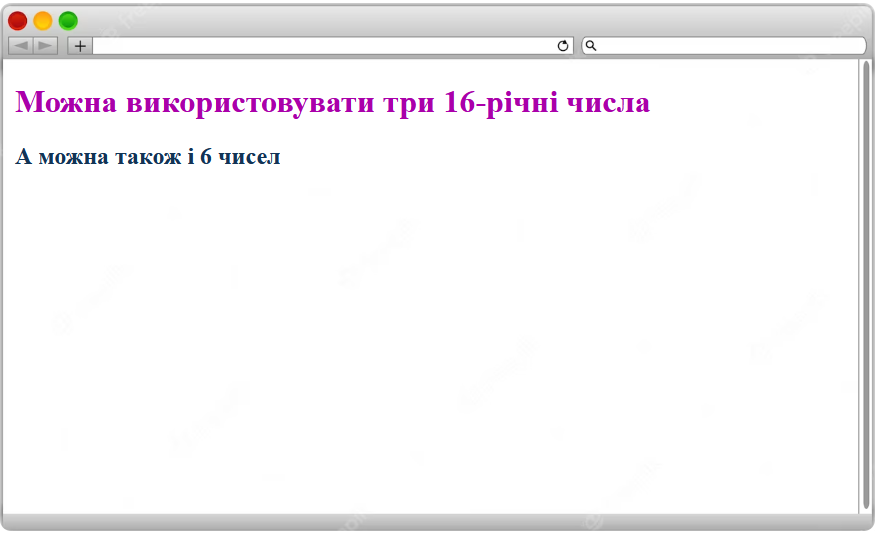 Можна використовувати три 16-річні числа
А можна також і 6 чисел